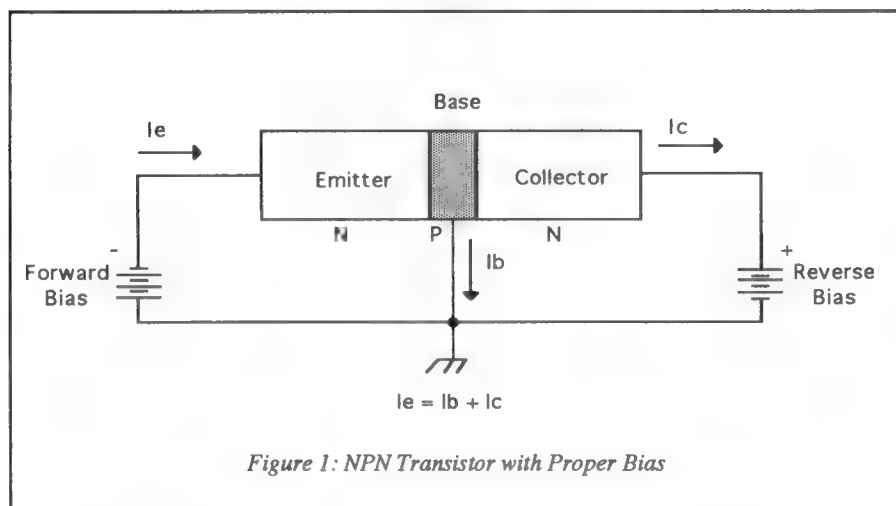 Base
Ie
Ic
Emitter
Collector
N
P
N
Ib
-
+
Forward
Bias
Reverse
Bias
Ie = Ib + Ic
Figure 1: NPN Transistor with Proper Bias